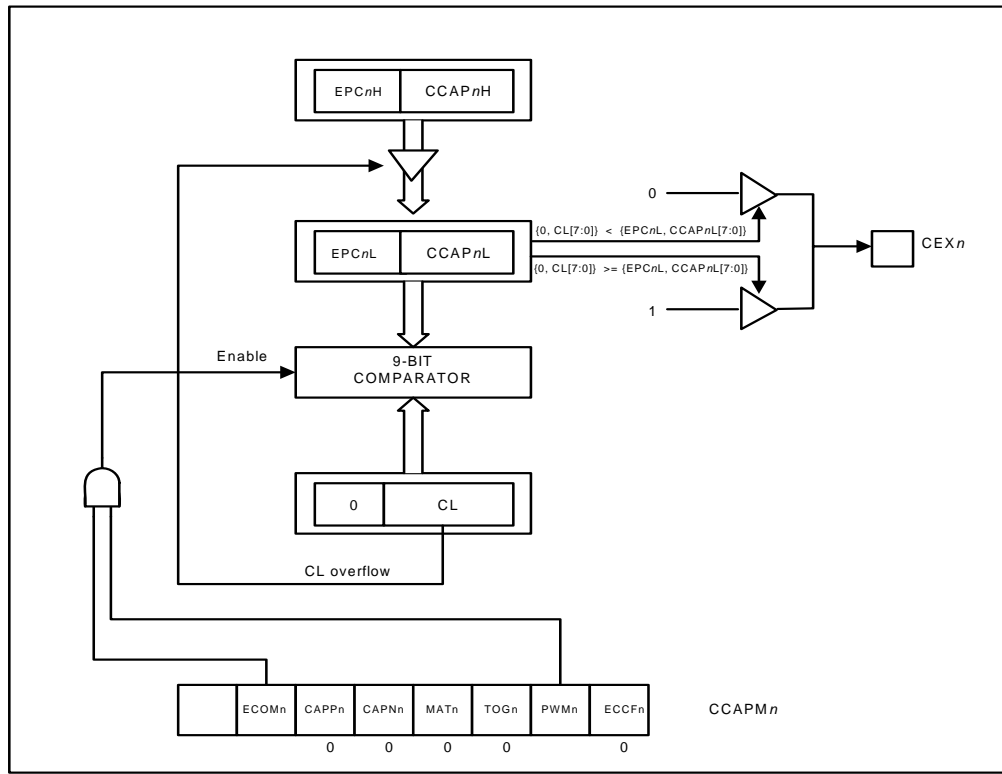 EPCnH CCAPnH
0
{0, CL[7:0]} < {EPCnL, CCAPnL[7:0]}
EPCnL CCAPnL
CEXn
{0, CL[7:0]} >= {EPCnL, CCAPnL[7:0]}
1
Enable
9-BIT
COMPARATOR
0 CL
CL overflow
ECOMn CAPPn CAPNn MATn TOGn PWMn ECCFn
CCAPMn
0 0 0 0 0